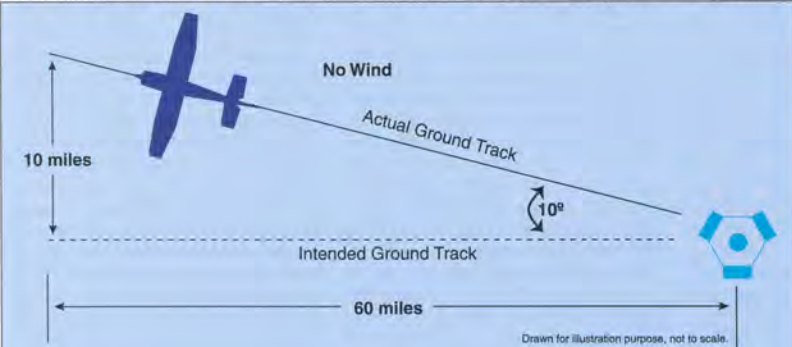 No Wind
Actual Ground Track
10 miles
10º
Intended Ground Track
60 miles
Drawn for illustration purpose, not to scale.